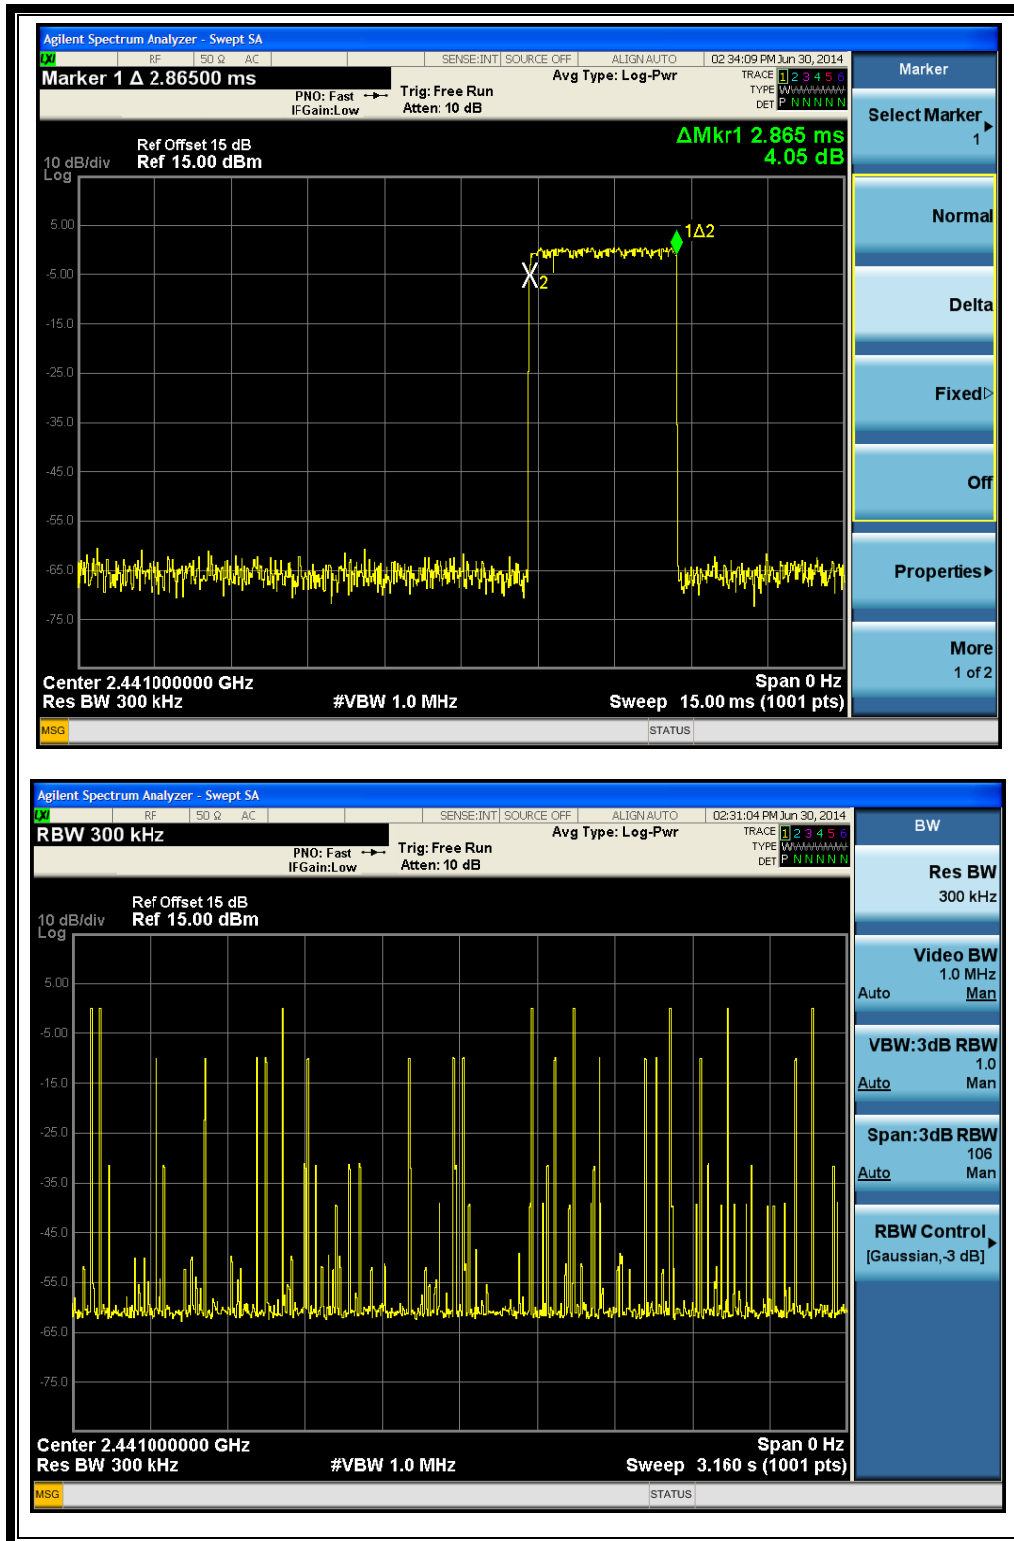 Agilent Spectrum Analyzer - Swept SA
LXI RF 50 Ω AC SENSE:INT SOURCE OFF ALIGN AUTO 02:34:09 PM Jun 30, 2014
Marker 1 Δ 2.86500 ms
PNO: Fast
IFGain:Low
Trig: Free Run
Atten: 10 dB
Avg Type: Log-Pwr
TRACE 1 2 3 4 5 6
TYPE W
DET P N N N N N
ΔMkr1 2.865 ms
4.05 dB
Ref Offset 15 dB
10 dB/div Ref 15.00 dBm
Log
5.00
-5.00
-15.0
-25.0
-35.0
-45.0
-55.0
-65.0
-75.0
1Δ2
X2
Center 2.441000000 GHz Span 0 Hz
Res BW 300 kHz #VBW 1.0 MHz Sweep 15.00 ms (1001 pts)
MSG STATUS
Marker
Select Marker
1
Normal
Delta
Fixed
Off
Properties
More
1 of 2
Agilent Spectrum Analyzer - Swept SA
LXI RF 50 Ω AC SENSE:INT SOURCE OFF ALIGN AUTO 02:31:04 PM Jun 30, 2014
RBW 300 kHz
PNO: Fast
IFGain:Low
Trig: Free Run
Atten: 10 dB
Avg Type: Log-Pwr
TRACE 1 2 3 4 5 6
TYPE W
DET P N N N N N
Ref Offset 15 dB
10 dB/div Ref 15.00 dBm
Log
5.00
-5.00
-15.0
-25.0
-35.0
-45.0
-55.0
-65.0
-75.0
Center 2.441000000 GHz Span 0 Hz
Res BW 300 kHz #VBW 1.0 MHz Sweep 3.160 s (1001 pts)
MSG STATUS
BW
Res BW
300 kHz
Video BW
1.0 MHz
Auto Man
VBW:3dB RBW
1.0
Auto Man
Span:3dB RBW
106
Auto Man
RBW Control
[Gaussian,-3 dB]